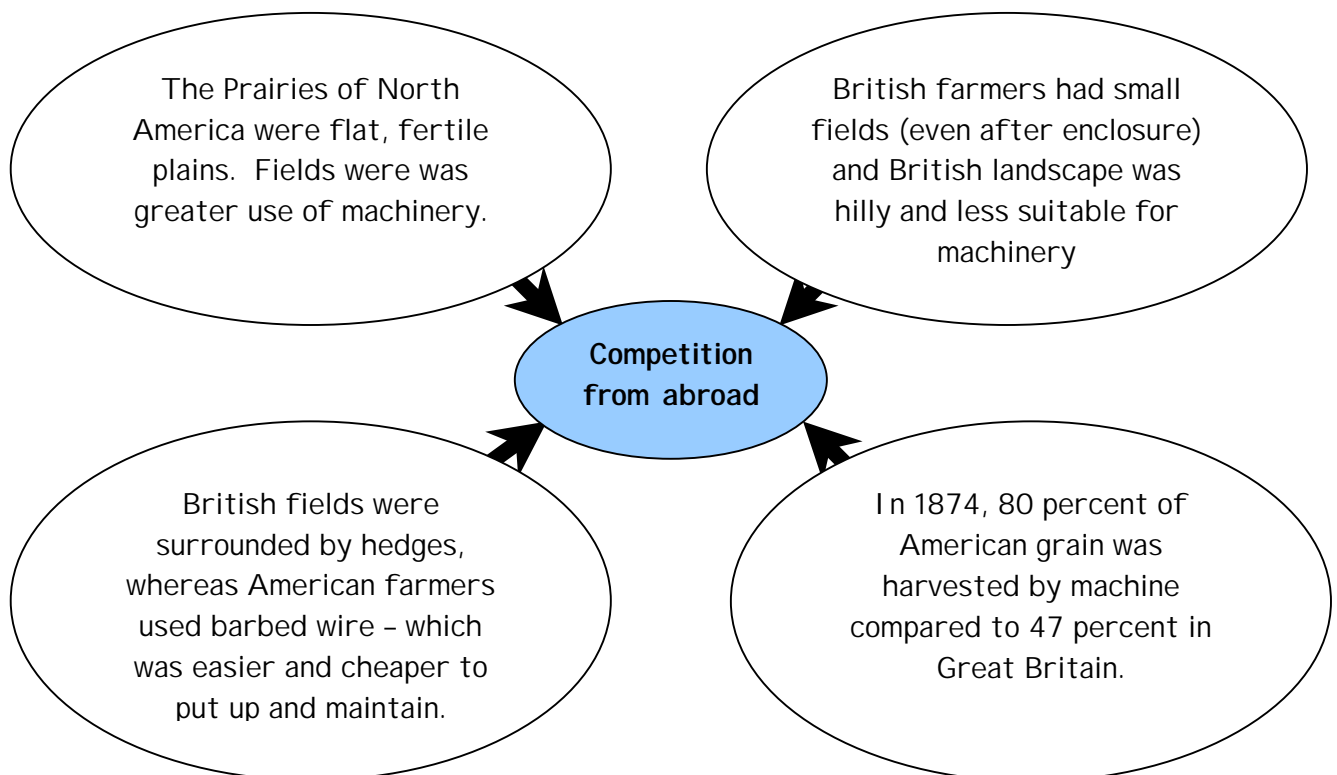 The Prairies of North
America were flat, fertile
plains. Fields were was
greater use of machinery.
British farmers had small
fields (even after enclosure)
and British landscape was
hilly and less suitable for
machinery
Competition
from abroad
British fields were
surrounded by hedges,
whereas American farmers
used barbed wire – which
was easier and cheaper to
put up and maintain.
In 1874, 80 percent of
American grain was
harvested by machine
compared to 47 percent in
Great Britain.